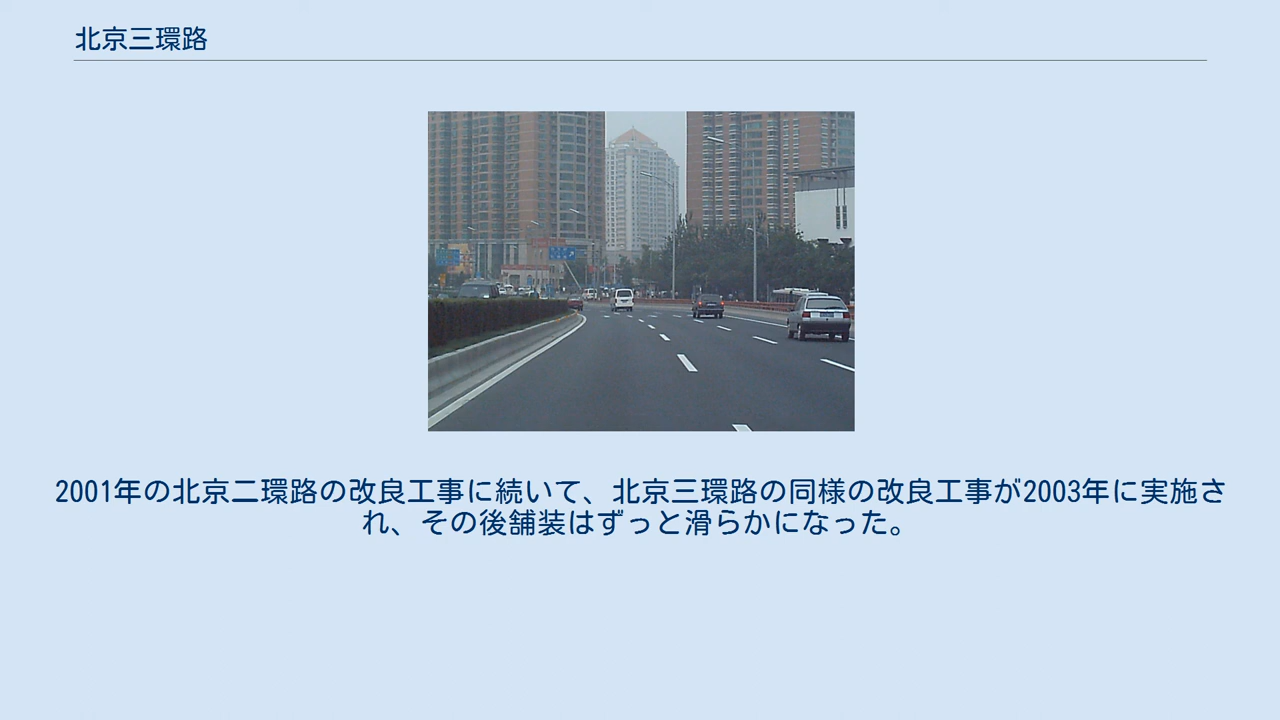 北京三環路
2001年の北京二環路の改良工事に続いて、北京三環路の同様の改良工事が2003年に実施さ
れ、その後舗装はずっと滑らかになった。